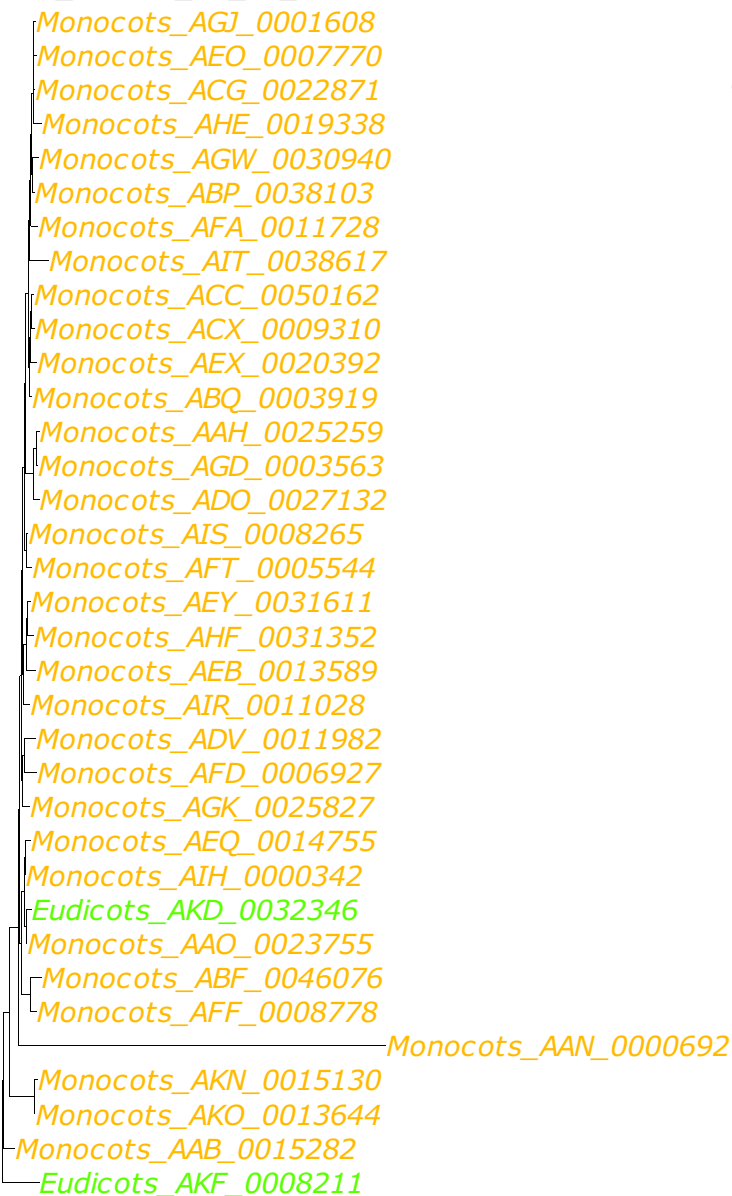 Monocots_AGJ_0001608
Monocots_AEO_0007770
Monocots_ACG_0022871
Monocots_AHE_0019338
Monocots_AGW_0030940
Monocots_ABP_0038103
Monocots_AFA_0011728
Monocots_AIT_0038617
Monocots_ACC_0050162
Monocots_ACX_0009310
Monocots_AEX_0020392
Monocots_ABQ_0003919
Monocots_AAH_0025259
Monocots_AGD_0003563
Monocots_ADO_0027132
Monocots_AIS_0008265
Monocots_AFT_0005544
Monocots_AEY_0031611
Monocots_AHF_0031352
Monocots_AEB_0013589
Monocots_AIR_0011028
Monocots_ADV_0011982
Monocots_AFD_0006927
Monocots_AGK_0025827
Monocots_AEQ_0014755
Monocots_AIH_0000342
Eudicots_AKD_0032346
Monocots_AAO_0023755
Monocots_ABF_0046076
Monocots_AFF_0008778
Monocots_AAN_0000692
Monocots_AKN_0015130
Monocots_AKO_0013644
Monocots_AAB_0015282
Eudicots_AKF_0008211